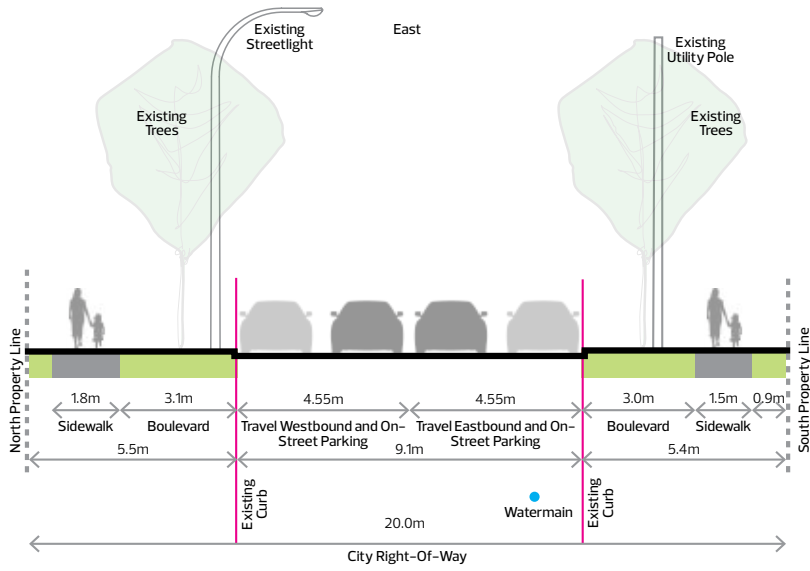 Existing
Streetlight
East
Existing
Utility Pole
Existing
Trees
Existing
Trees
North Property Line
South Property Line
1.8m
3.1m
4.55m
4.55m
3.0m
1.5m
0.9m
Sidewalk
Boulevard
Travel Westbound and On-
Street Parking
Travel Eastbound and On-
Street Parking
Boulevard
Sidewalk
5.5m
9.1m
5.4m
Existing
Curb
Watermain
Existing
Curb
20.0m
City Right-Of-Way